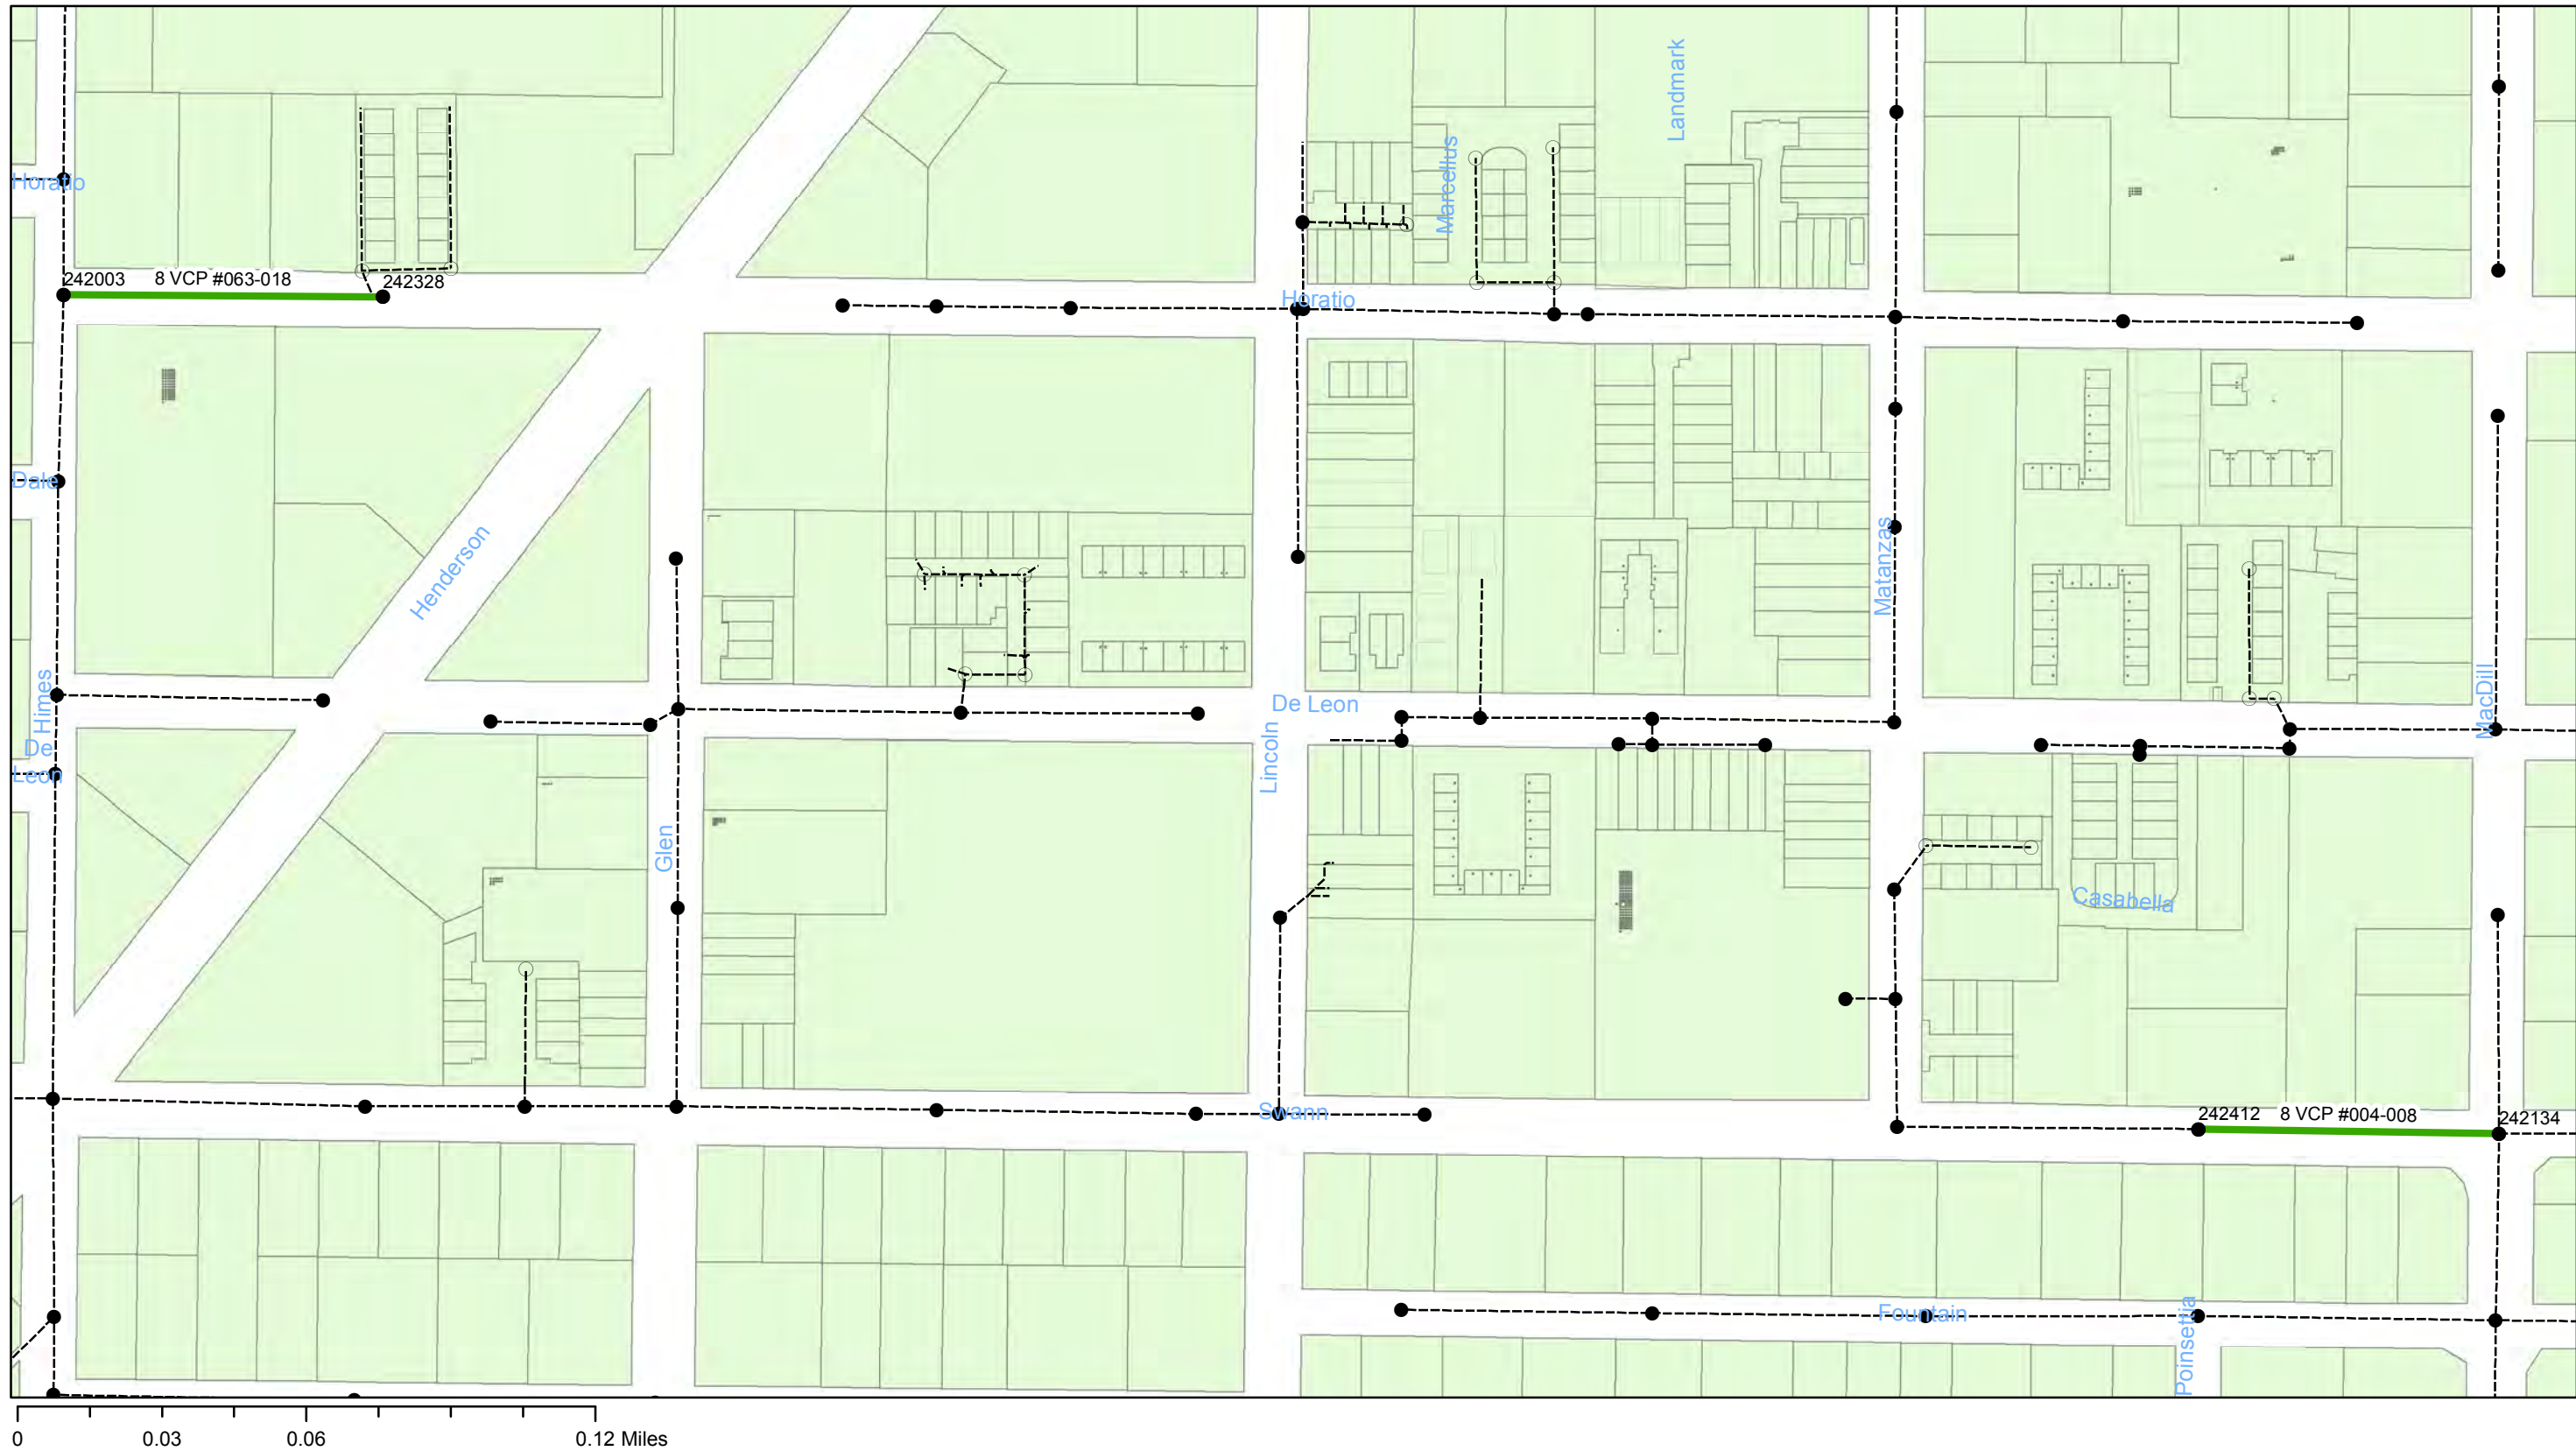 Landmark
Marcellus
Horatio
242003
8 VCP #063-018
242328
Horatio
Dale
Henderson
Matanzas
Himes
De Leon
MacDill
De
Leon
Lincoln
Glen
Casabella
Swann
242412
8 VCP #004-008
242134
Fountain
Poinsettia
0
0.03
0.06
0.12 Miles